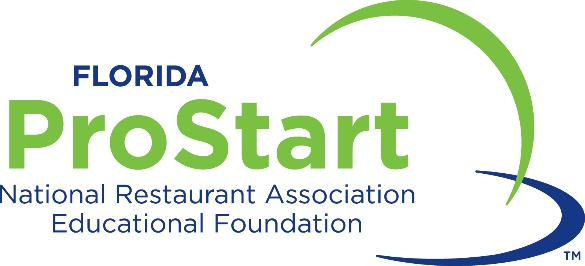 FLORIDA
ProStart
National Restaurant Association
Educational Foundation
TM